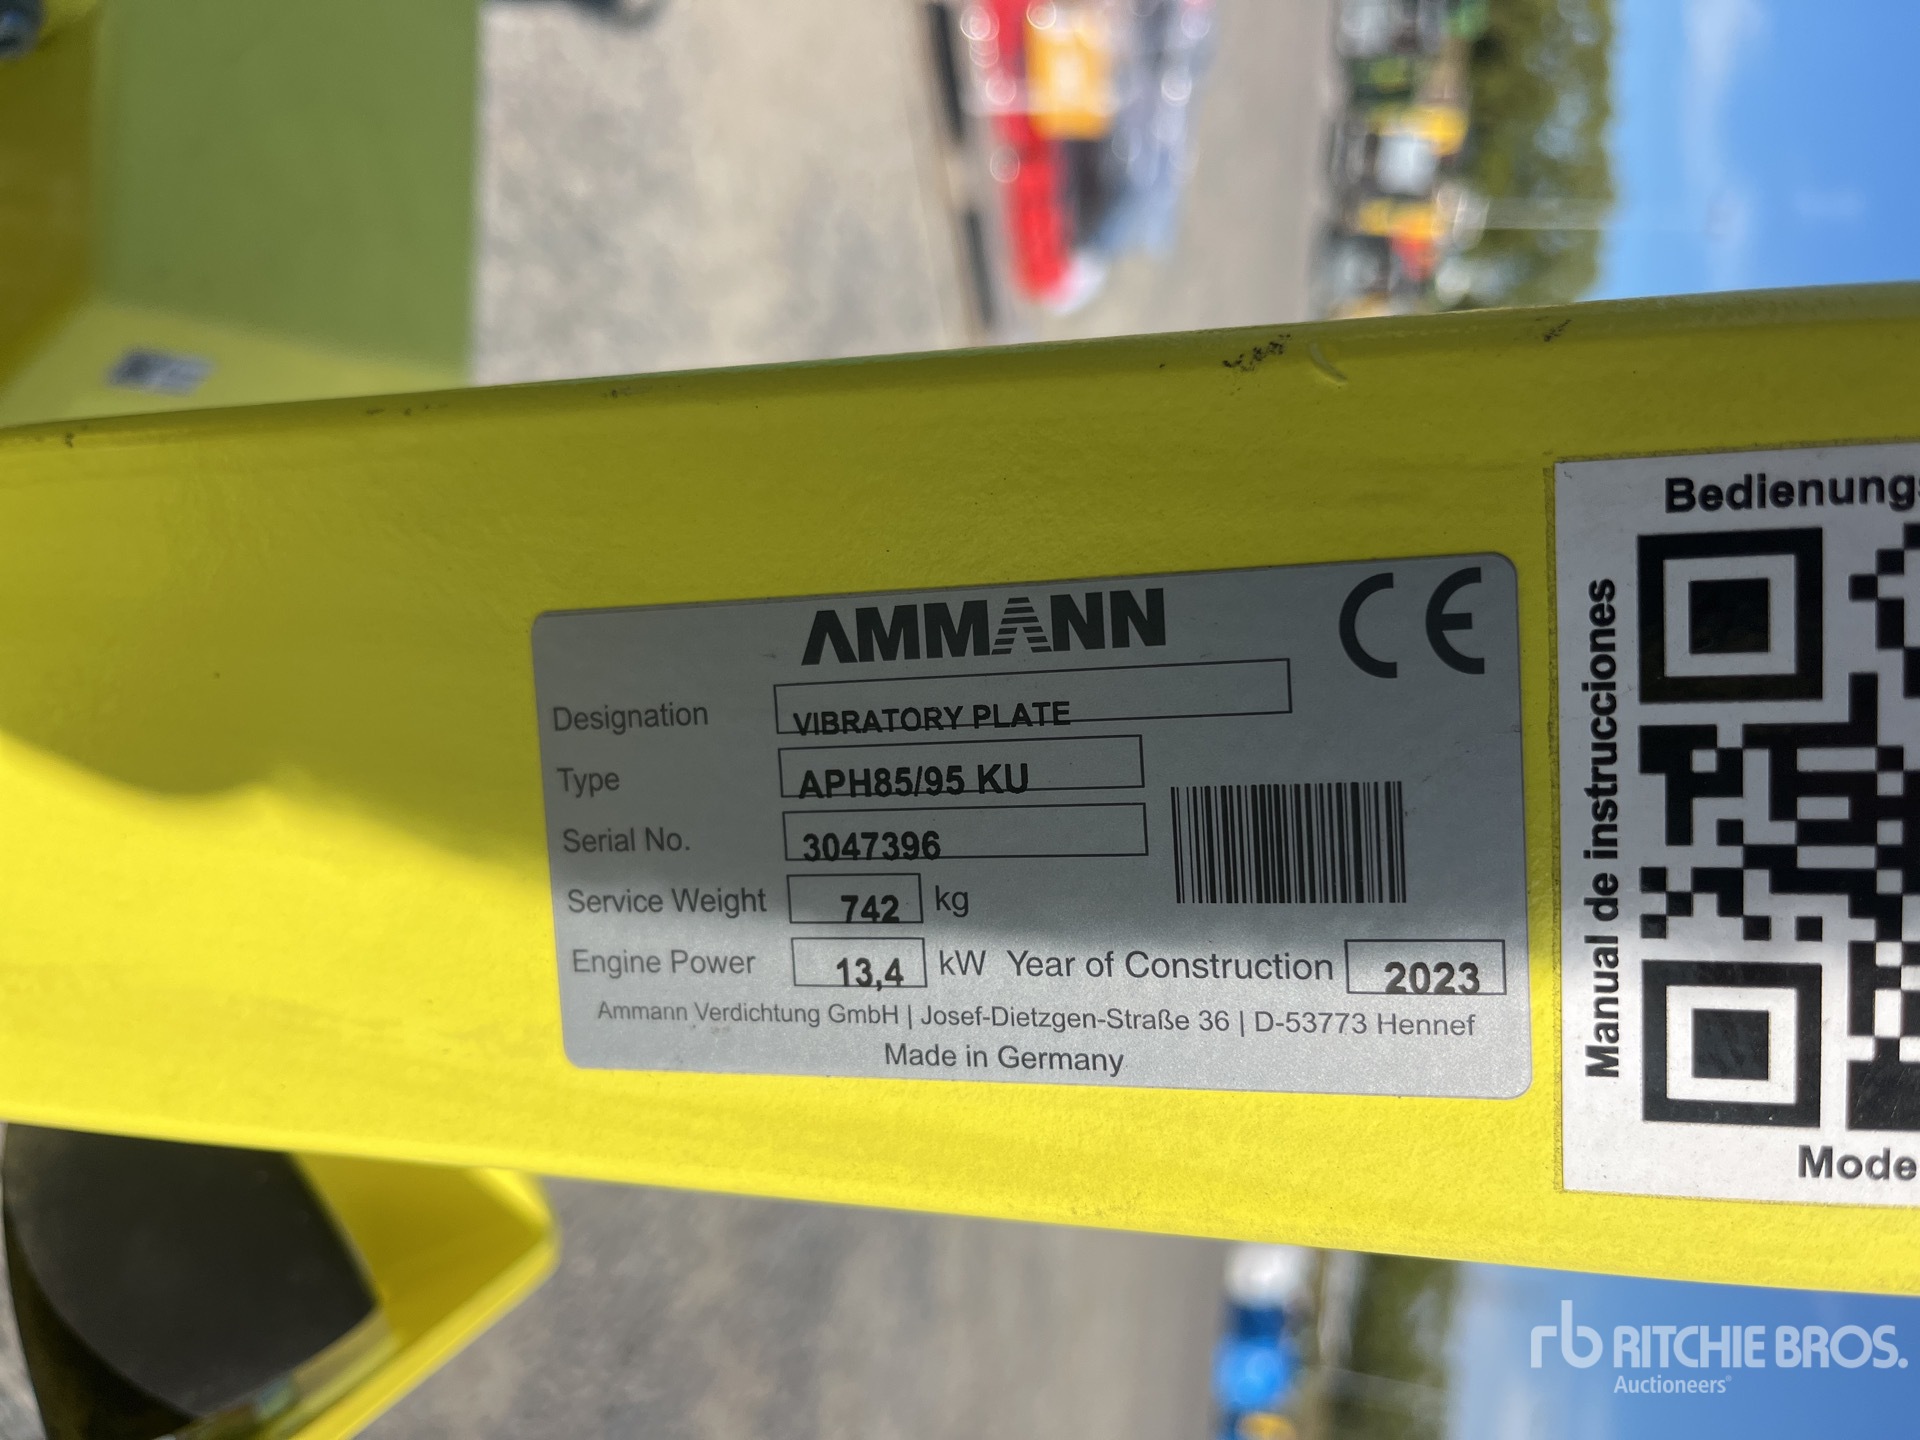 AMMANN
CE
Designation VIBRATORY PLATE
Type APH85/95 KU
Serial No. 3047396
Service Weight 742 kg
Engine Power 13,4 kW Year of Construction 2023
Ammann Verdichtung GmbH | Josef-Dietzgen-Straße 36 | D-53773 Hennef
Made in Germany
Bedienungs
Manual de instrucciones
Mode
rb RITCHIE BROS.
Auctioneers